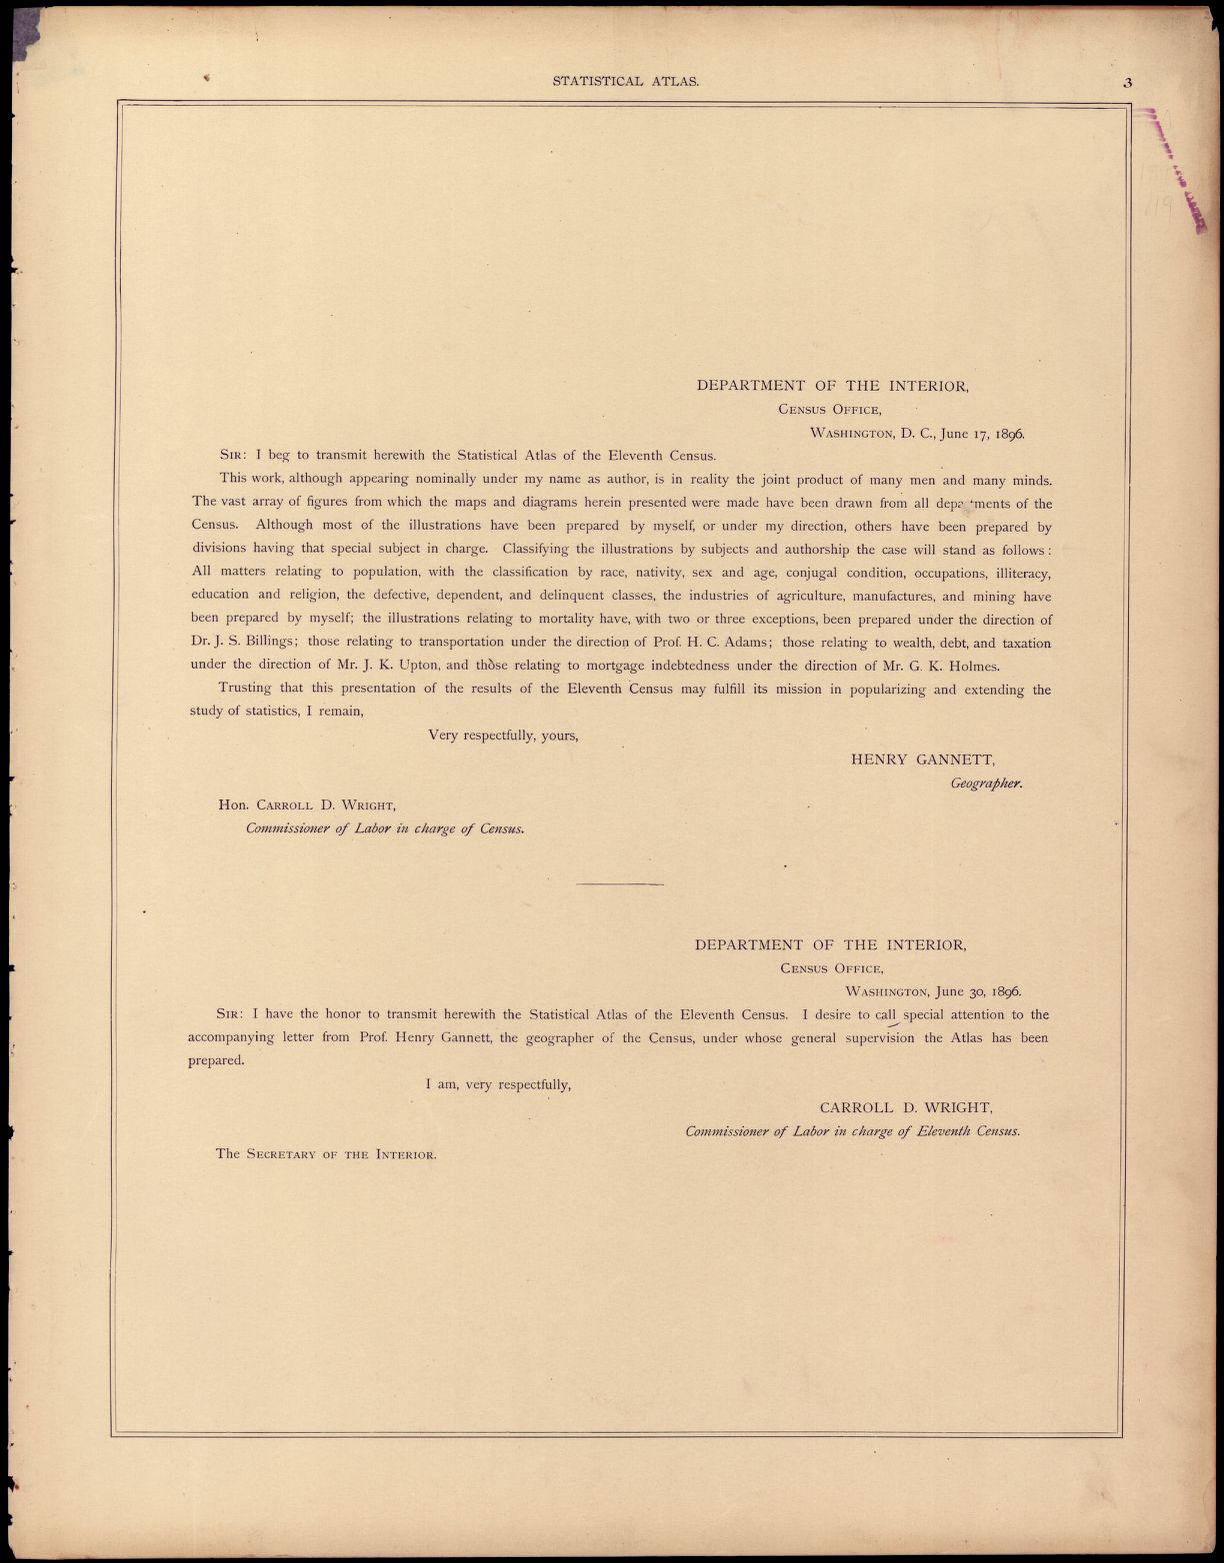 STATISTICAL ATLAS.
3
DEPARTMENT OF THE INTERIOR,
CENSUS OFFICE,
WASHINGTON, D. C., June 17, 1896.
SIR: I beg to transmit herewith the Statistical Atlas of the Eleventh Census.
This work, although appearing nominally under my name as author, is in reality the joint product of many men and many minds.
The vast array of figures from which the maps and diagrams herein presented were made have been drawn from all departments of the
Census. Although most of the illustrations have been prepared by myself, or under my direction, others have been prepared by
divisions having that special subject in charge. Classifying the illustrations by subjects and authorship the case will stand as follows:
All matters relating to population, with the classification by race, nativity, sex and age, conjugal condition, occupations, illiteracy,
education and religion, the defective, dependent, and delinquent classes, the industries of agriculture, manufactures, and mining have
been prepared by myself; the illustrations relating to mortality have, with two or three exceptions, been prepared under the direction of
Dr. J. S. Billings; those relating to transportation under the direction of Prof. H. C. Adams; those relating to wealth, debt, and taxation
under the direction of Mr. J. K. Upton, and those relating to mortgage indebtedness under the direction of Mr. G. K. Holmes.
Trusting that this presentation of the results of the Eleventh Census may fulfill its mission in popularizing and extending the
study of statistics, I remain,
Very respectfully, yours,
HENRY GANNETT,
Geographer.
Hon. CARROLL D. WRIGHT,
Commissioner of Labor in charge of Census.
DEPARTMENT OF THE INTERIOR,
CENSUS OFFICE,
WASHINGTON, June 30, 1896.
SIR: I have the honor to transmit herewith the Statistical Atlas of the Eleventh Census. I desire to call special attention to the
accompanying letter from Prof. Henry Gannett, the geographer of the Census, under whose general supervision the Atlas has been
prepared.
I am, very respectfully,
CARROLL D. WRIGHT,
Commissioner of Labor in charge of Eleventh Census.
The SECRETARY OF THE INTERIOR.